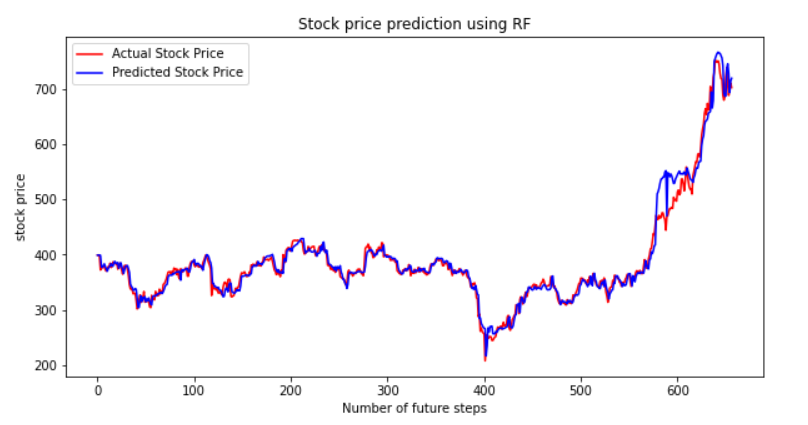 Stock price prediction using RF
Actual Stock Price
Predicted Stock Price
700
600
500
400
300
200
stock price
0 100 200 300 400 500 600
Number of future steps